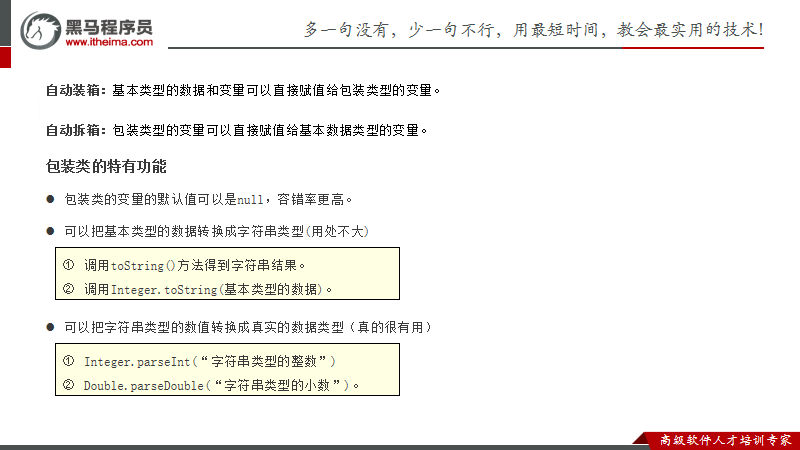 黑马程序员
www.itheima.com
多一句没有，少一句不行，用最短时间，教会最实用的技术！
自动装箱：基本类型的数据和变量可以直接赋值给包装类型的变量。
自动拆箱：包装类型的变量可以直接赋值给基本数据类型的变量。
包装类的特有功能
● 包装类的变量的默认值可以是null，容错率更高。
● 可以把基本类型的数据转换成字符串类型(用处不大)
① 调用toString()方法得到字符串结果。
② 调用Integer.toString(基本类型的数据)。
● 可以把字符串类型的数值转换成真实的数据类型（真的很有用）
① Integer.parseInt(“字符串类型的整数”)
② Double.parseDouble(“字符串类型的小数”)。
高级软件人才培训专家